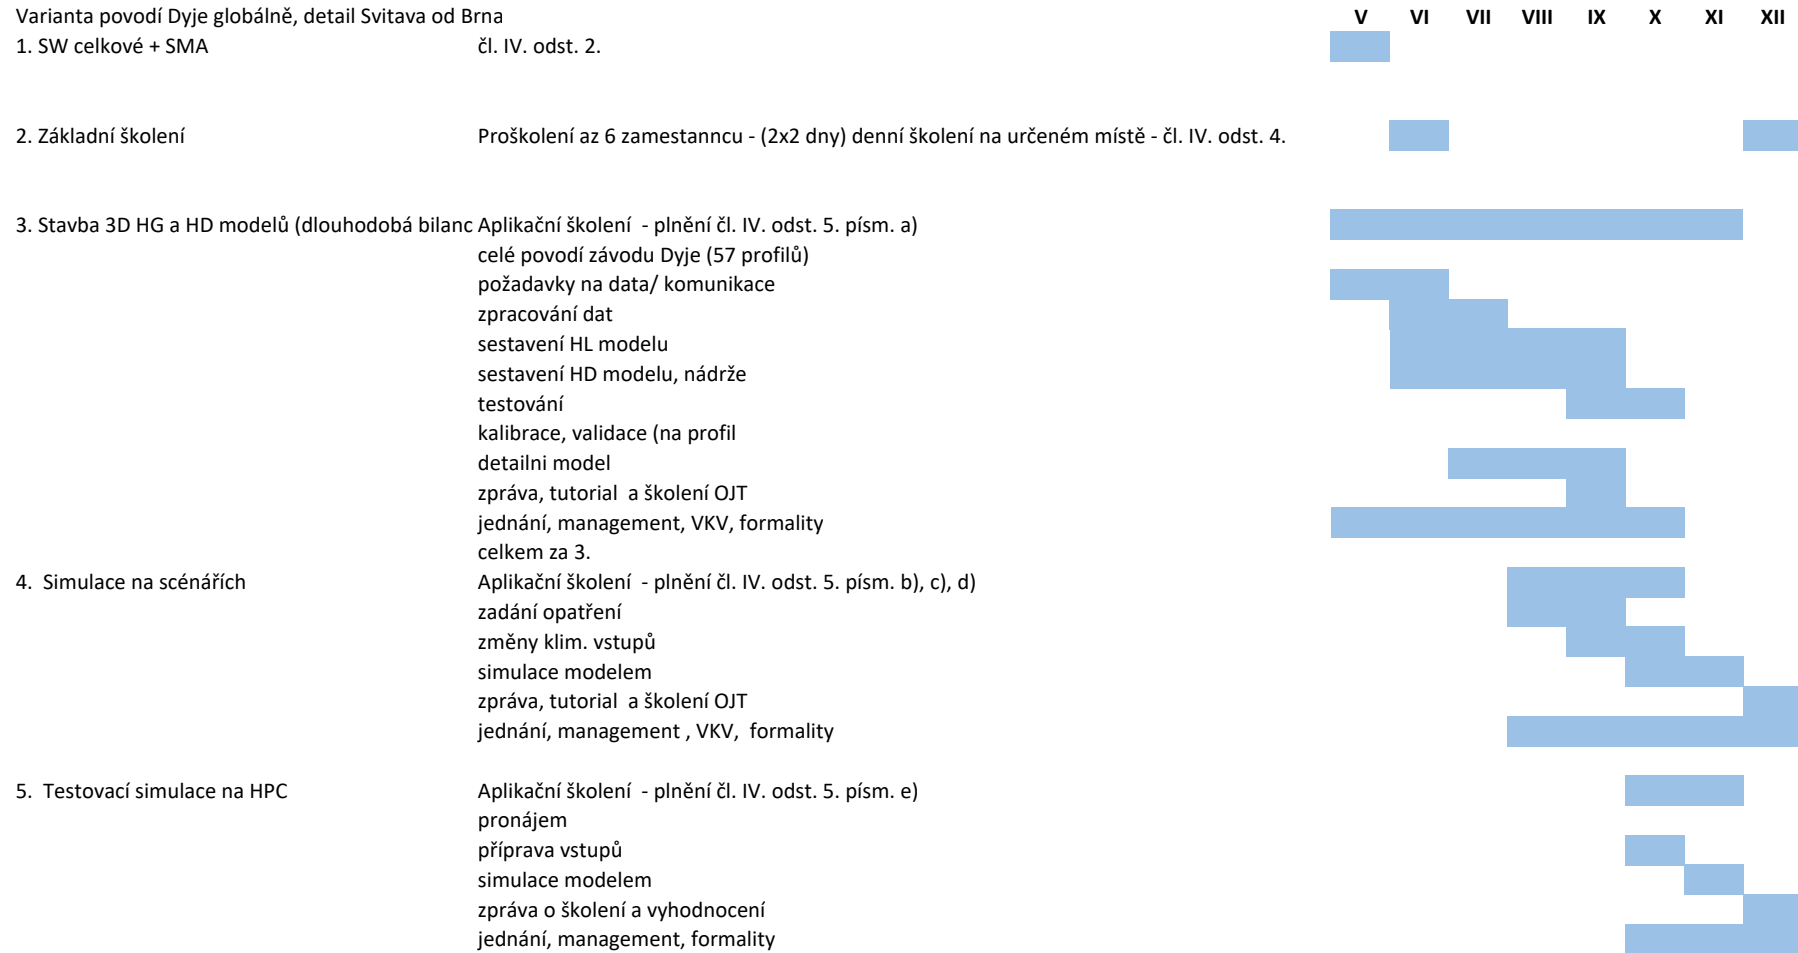 Varianta povodí Dyje globálně, detail Svitava od Brna V VI VII VIII IX X XI XII
1. SW celkové + SMA čl. IV. odst. 2.
2. Základní školení Proškolení az 6 zamestanncu - (2x2 dny) denní školení na určeném místě - čl. IV. odst. 4.
3. Stavba 3D HG a HD modelů (dlouhodobá bilanc Aplikační školení - plnění čl. IV. odst. 5. písm. a)
celé povodí závodu Dyje (57 profilů)
požadavky na data/ komunikace
zpracování dat
sestavení HL modelu
sestavení HD modelu, nádrže
testování
kalibrace, validace (na profil
detailni model
zpráva, tutorial a školení OJT
jednání, management, VKV, formality
celkem za 3.
4. Simulace na scénářích Aplikační školení - plnění čl. IV. odst. 5. písm. b), c), d)
zadání opatření
změny klim. vstupů
simulace modelem
zpráva, tutorial a školení OJT
jednání, management , VKV, formality
5. Testovací simulace na HPC Aplikační školení - plnění čl. IV. odst. 5. písm. e)
pronájem
příprava vstupů
simulace modelem
zpráva o školení a vyhodnocení
jednání, management, formality